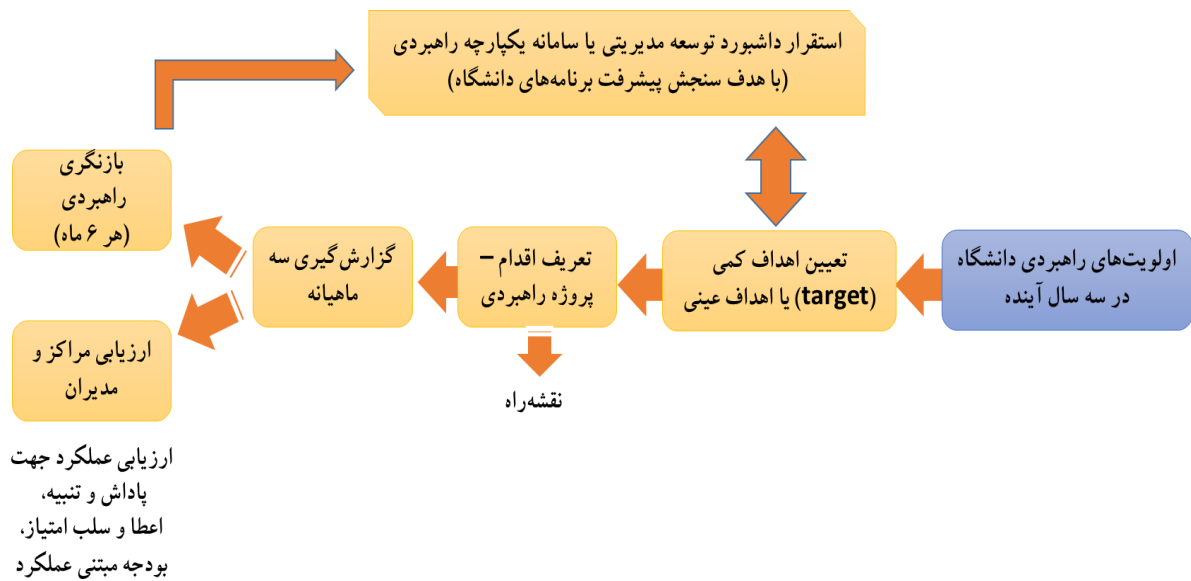 استقرار داشبورد توسعه مدیریتی یا سامانه یکپارچه راهبردی
(با هدف سنجش پیشرفت برنامه‌های دانشگاه)
اولویت‌های راهبردی دانشگاه
در سه سال آینده
تعیین اهداف کمی
(target) یا اهداف عینی
تعریف اقدام –
پروژه راهبردی
نقشه‌راه
گزارش‌گیری سه
ماهیانه
بازنگری
راهبردی
(هر ۶ ماه)
ارزیابی مراکز و
مدیران
ارزیابی عملکرد جهت
پاداش و تنبیه،
اعطا و سلب امتیاز،
بودجه مبتنی عملکرد